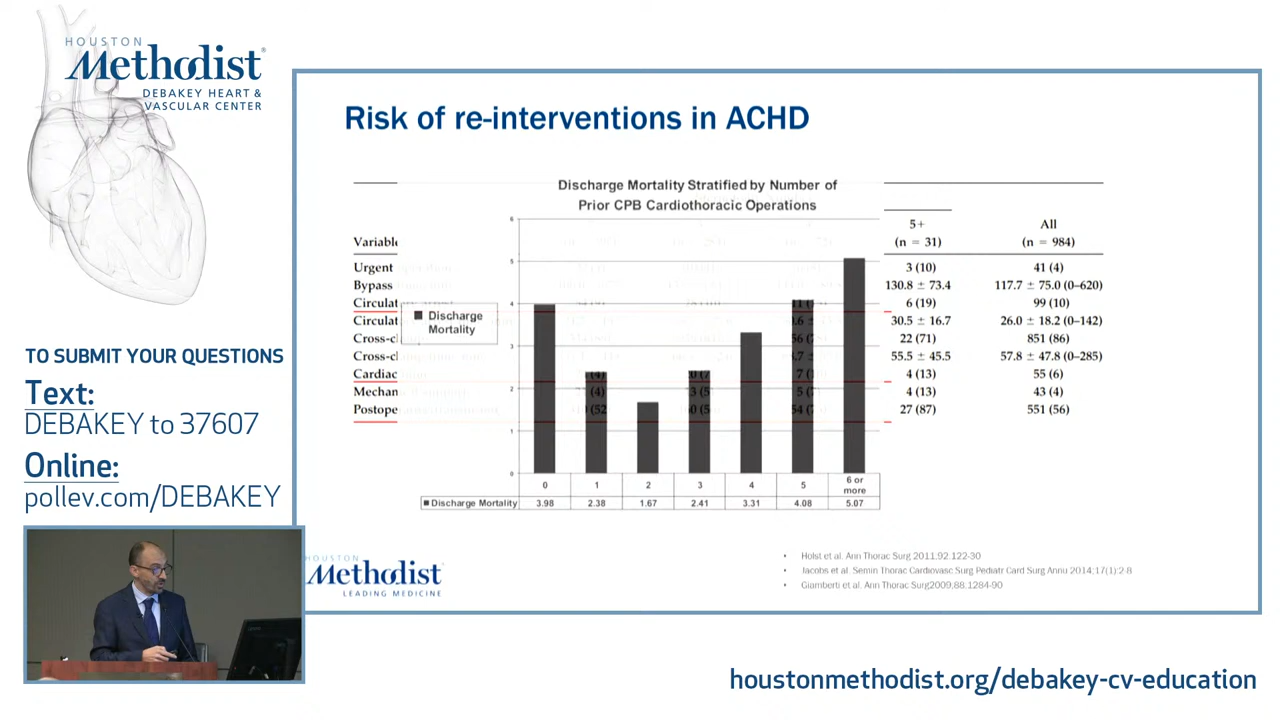 HOUSTON
Methodist
DEBAKEY HEART &
VASCULAR CENTER
Risk of re-interventions in ACHD
Discharge Mortality Stratified by Number of
Prior CPB Cardiothoracic Operations
5+ All
Variable (n = 31) (n = 984)
Urgent 3 (10) 41 (4)
Bypass 130.8 ± 73.4 117.7 ± 75.0 (0–620)
Circulat 6 (19) 99 (10)
Circulat 30.5 ± 16.7 26.0 ± 18.2 (0–142)
Cross-cl 22 (71) 851 (86)
Cross-cl 55.5 ± 45.5 57.8 ± 47.8 (0–285)
Cardiac 4 (13) 55 (6)
Mechan 4 (13) 43 (4)
Postope 27 (87) 551 (56)
6
5
4
3
2
1
0
Discharge
Mortality
0 1 2 3 4 5 6 or more
Discharge Mortality 3.98 2.38 1.67 2.41 3.31 4.08 5.07
• Holst et al. Ann Thorac Surg 2011;92:122-30
• Jacobs et al. Semin Thorac Cardiovasc Surg Pediatr Card Surg Annu 2014;17(1):2-8
• Giamberti et al. Ann Thorac Surg2009;88:1284-90
HOUSTON
Methodist
LEADING MEDICINE
TO SUBMIT YOUR QUESTIONS
Text:
DEBAKEY to 37607
Online:
pollev.com/DEBAKEY
houstonmethodist.org/debakey-cv-education